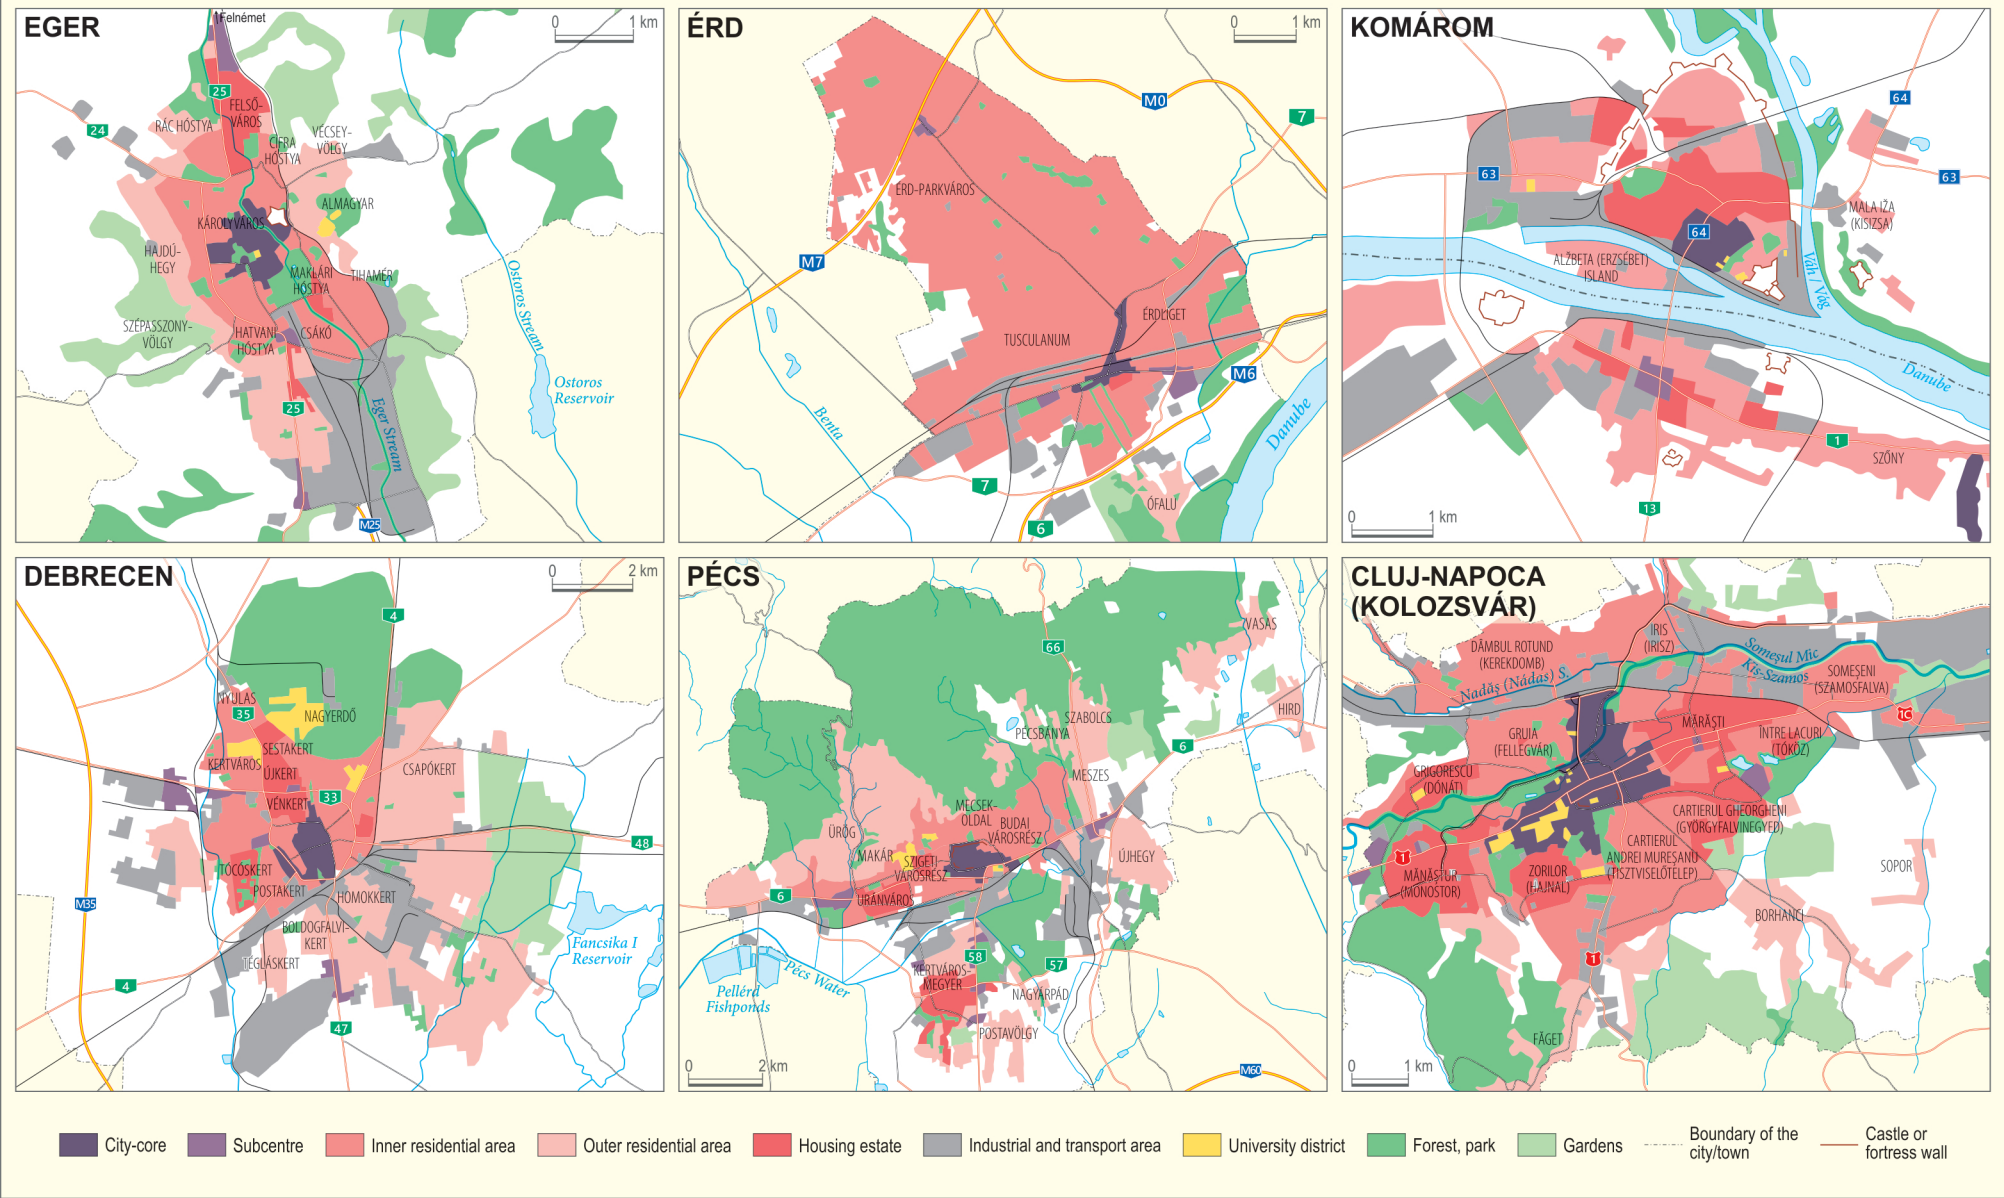 EGER
Felnémet
0 1 km
25
FELSŐ-
VÁROS
24
RÁC HÓSTYA
CIFRA
HÓSTYA
VÉCSEY-
VÖLGY
ALMAGYAR
KÁROLYVÁROS
HAJDÚ-
HEGY
MAKLÁRI
HÓSTYA
TIHAMÉR
SZÉPASSZONY-
VÖLGY
HATVANI
HÓSTYA
CSÁKÓ
Ostoros Stream
Ostoros
Reservoir
25
Eger Stream
M25
ÉRD
0 1 km
M0
7
ÉRD-PARKVÁROS
M7
ÉRDLIGET
TUSCULANUM
M6
Benta
Danube
7
ÓFALU
6
KOMÁROM
64
63
63
MALA IŽA
(KISIZSA)
64
ALŽBETA (ERZSÉBET)
ISLAND
Váh / Vág
Danube
1
SZŐNY
0 1 km
13
DEBRECEN
0 2 km
4
NYULAS
35
NAGYERDŐ
SESTAKERT
KERTVÁROS
ÚJKERT
CSAPÓKERT
VÉNKERT
33
48
TÓCÓSKERT
POSTAKERT
HOMOKKERT
M35
BOLDOGFALVI-
KERT
Fancsika I
Reservoir
TÉGLÁSKERT
4
47
PÉCS
66
VASAS
HIRD
SZABOLCS
PÉCSBÁNYA
6
MESZES
MECSEK-
OLDAL
BUDAI
VÁROSRÉSZ
ÜRÖG
MAKÁR
SZIGETI
VÁROSRÉSZ
ÚJHEGY
6
URÁNVÁROS
58
57
Pécs Water
KERTVÁROS-
MEGYER
Pellérd
Fishponds
NAGYÁRPÁD
POSTAVÖLGY
0 2 km
M60
CLUJ-NAPOCA
(KOLOZSVÁR)
IRIS
(IRISZ)
DÂMBUL ROTUND
(KEREKDOMB)
Someșul Mic
Kis-Szamos
SOMEȘENI
(SZAMOSFALVA)
Nadăș (Nádas) S.
1C
MĂRĂȘTI
GRUIA
(FELLEGVÁR)
ÎNTRE LACURI
(TÓKÖZ)
GRIGORESCU
(DÓNÁT)
CARTIERUL GHEORGHENI
(GYÖRGYFALVINEGYED)
CARTIERUL
ANDREI MUREȘANU
(TISZTVISELŐTELEP)
1
MĂNĂȘTUR
(MONOSTOR)
ZORILOR
(HAJNAL)
SOPOR
BORHANCI
1
FĂGET
0 1 km
City-core
Subcentre
Inner residential area
Outer residential area
Housing estate
Industrial and transport area
University district
Forest, park
Gardens
Boundary of the
city/town
Castle or
fortress wall